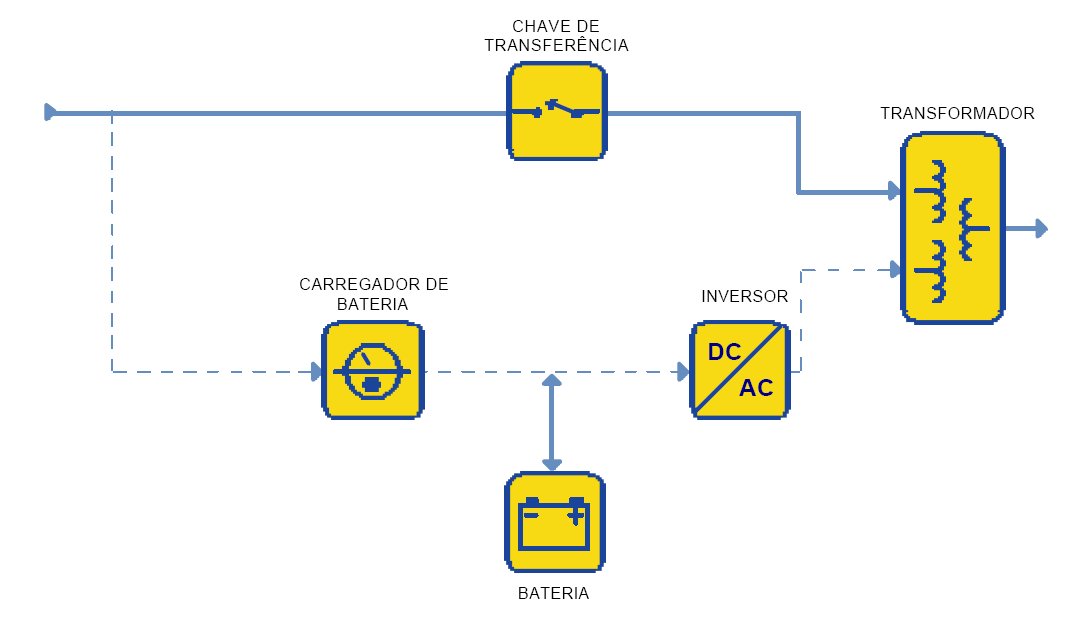 CHAVE DE
TRANSFERÊNCIA
TRANSFORMADOR
CARREGADOR DE
BATERIA
INVERSOR
DC
AC
BATERIA